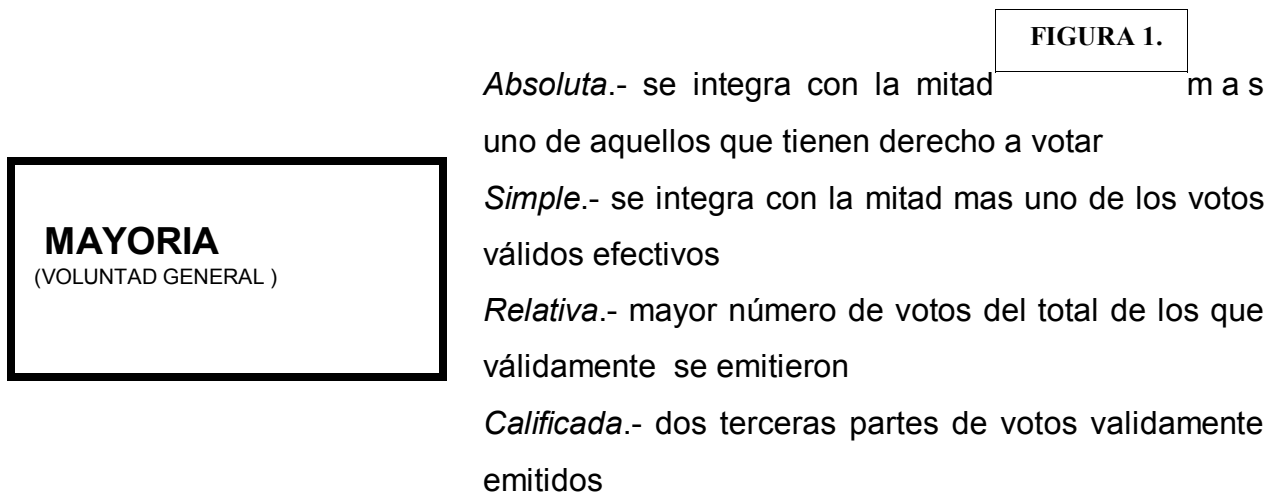 FIGURA 1.
Absoluta.- se integra con la mitad m a s
uno de aquellos que tienen derecho a votar
Simple.- se integra con la mitad mas uno de los votos
válidos efectivos
Relativa.- mayor número de votos del total de los que
válidamente se emitieron
Calificada.- dos terceras partes de votos validamente
emitidos
MAYORIA
(VOLUNTAD GENERAL )